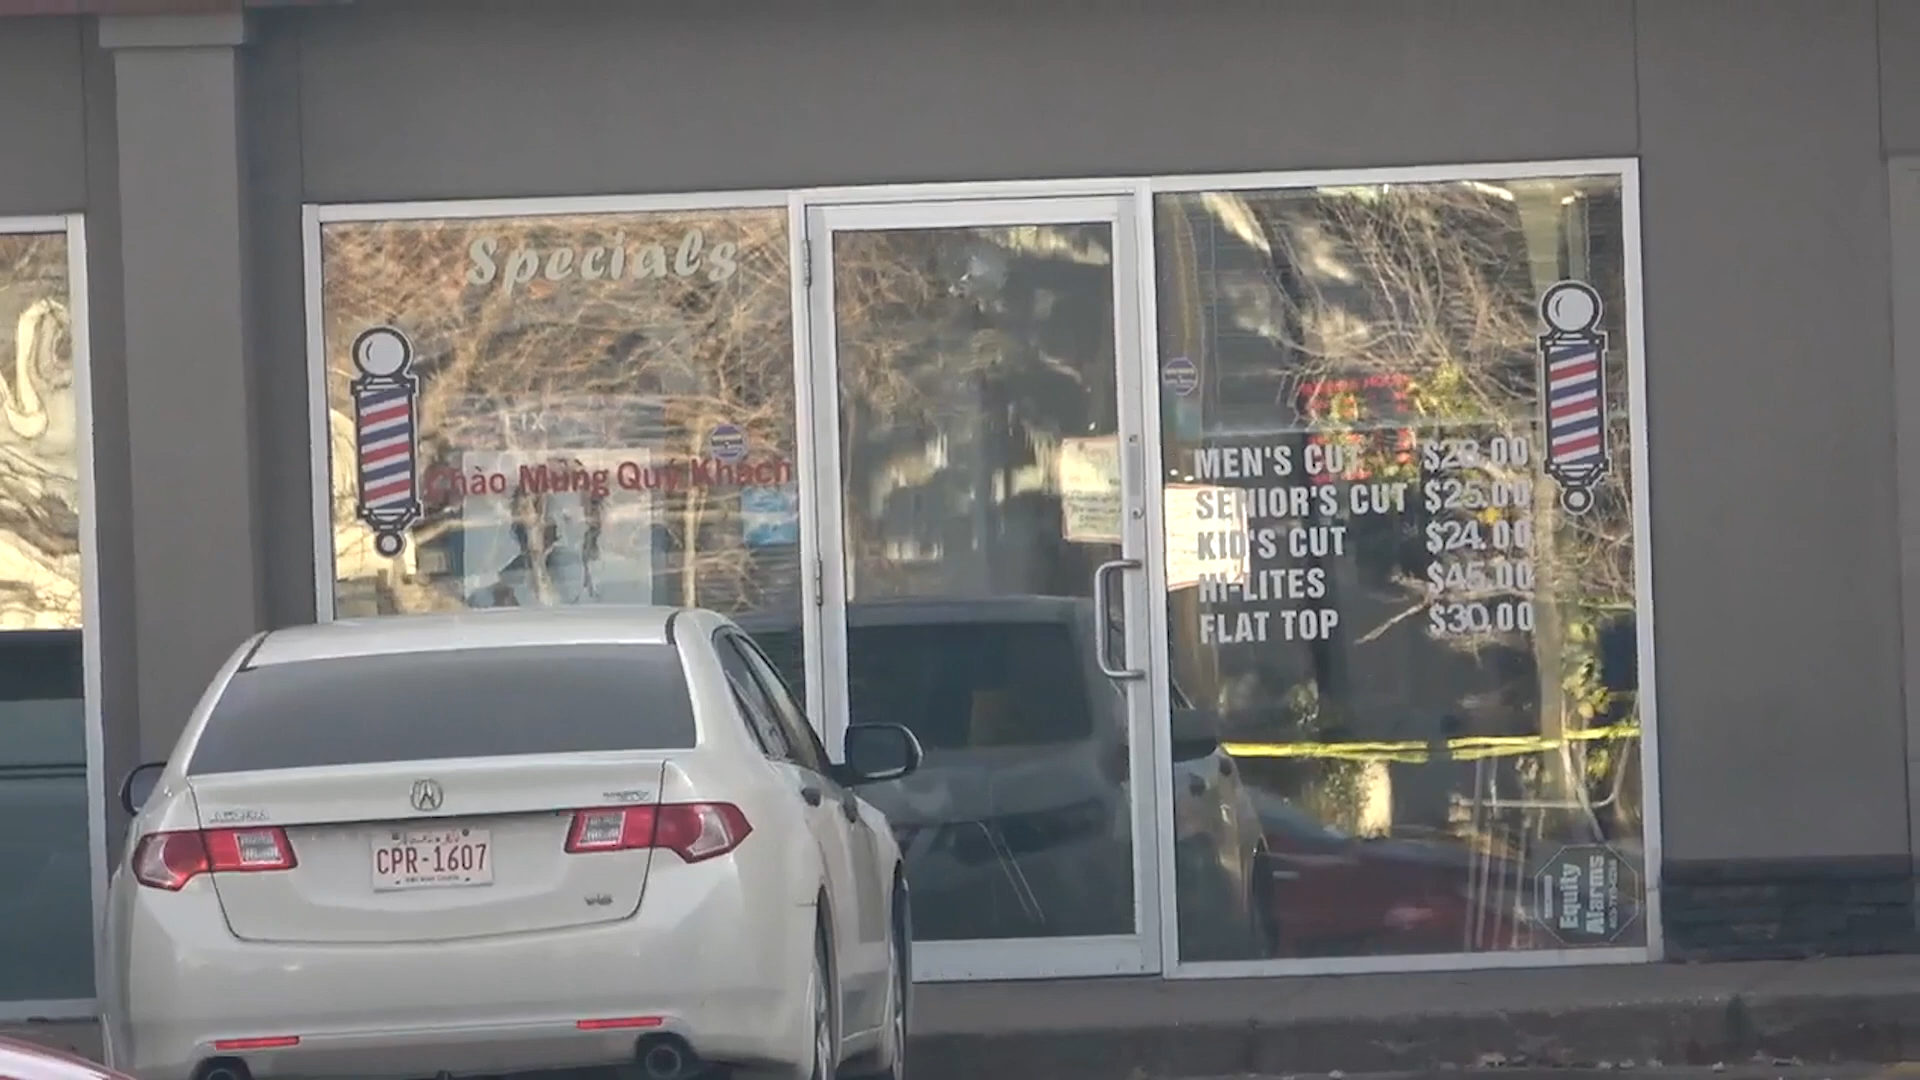 Specials
Chào Mừng Quý Khách
MEN'S CUT $28.00
SENIOR'S CUT $25.00
KID'S CUT $24.00
HI-LITES $45.00
FLAT TOP $30.00
CPR-1607
V6
Equity
Alarms